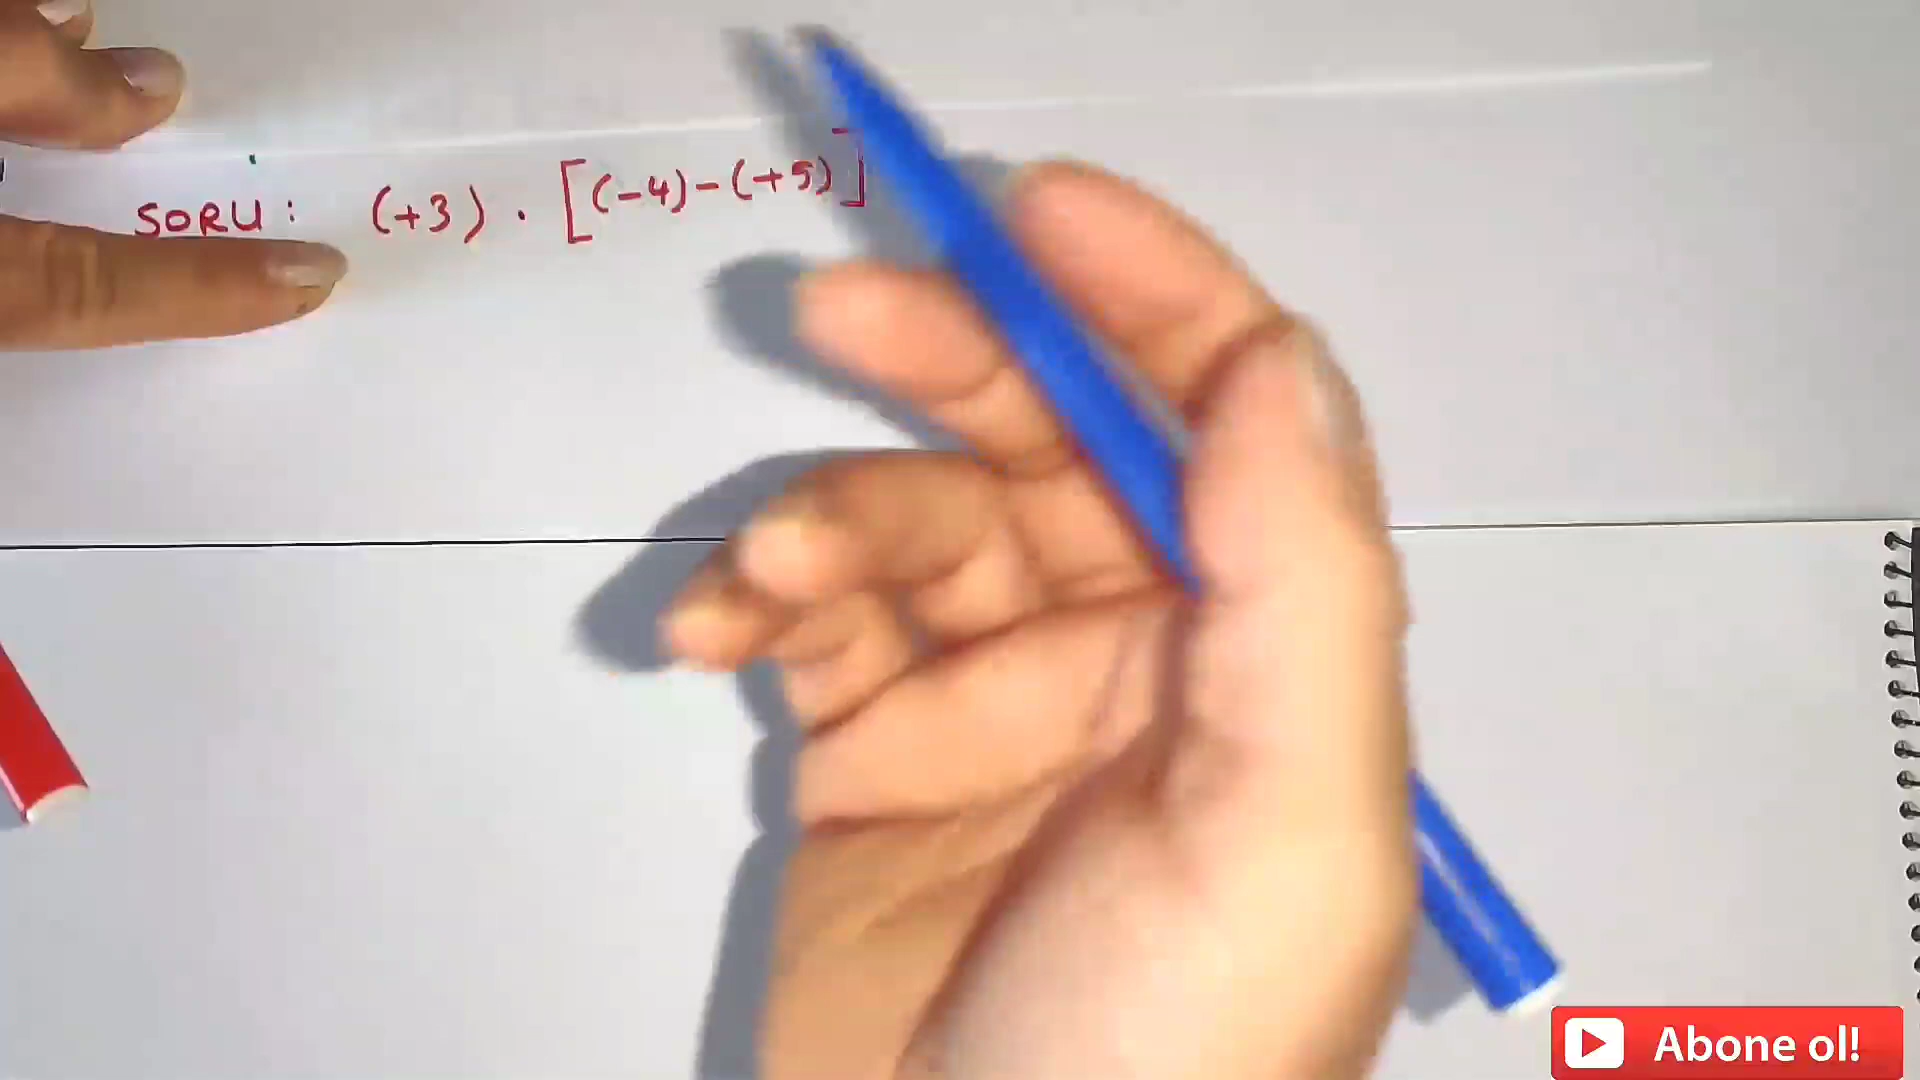 SORU: (+3) . [(-4)-(+5)]
Abone ol!